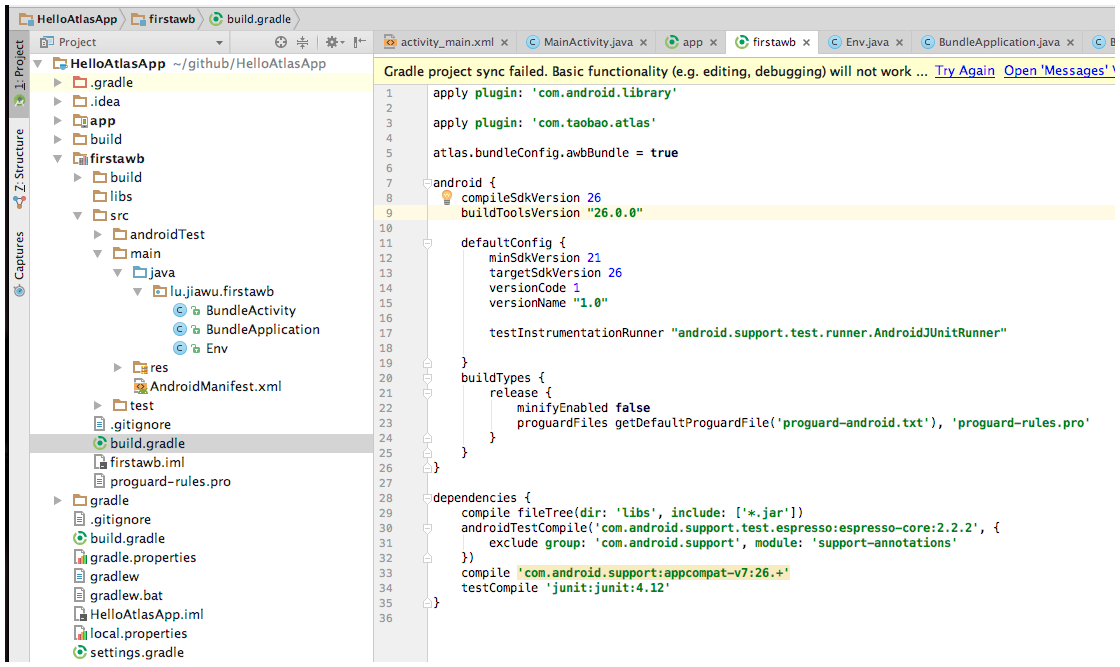 HelloAtlasApp firstawb build.gradle
Project
activity_main.xml MainActivity.java app firstawb Env.java BundleApplication.java
1: Project
Z: Structure
Captures
HelloAtlasApp ~/github/HelloAtlasApp
.gradle
.idea
app
build
firstawb
build
libs
src
androidTest
main
java
lu.jiawu.firstawb
BundleActivity
BundleApplication
Env
res
AndroidManifest.xml
test
.gitignore
build.gradle
firstawb.iml
proguard-rules.pro
gradle
.gitignore
build.gradle
gradle.properties
gradlew
gradlew.bat
HelloAtlasApp.iml
local.properties
settings.gradle
Gradle project sync failed. Basic functionality (e.g. editing, debugging) will not work ... Try Again Open 'Messages'
1 apply plugin: 'com.android.library'
2
3 apply plugin: 'com.taobao.atlas'
4
5 atlas.bundleConfig.awbBundle = true
6
7 android {
8 compileSdkVersion 26
9 buildToolsVersion "26.0.0"
10
11 defaultConfig {
12 minSdkVersion 21
13 targetSdkVersion 26
14 versionCode 1
15 versionName "1.0"
16
17 testInstrumentationRunner "android.support.test.runner.AndroidJUnitRunner"
18
19 }
20 buildTypes {
21 release {
22 minifyEnabled false
23 proguardFiles getDefaultProguardFile('proguard-android.txt'), 'proguard-rules.pro'
24 }
25 }
26 }
27
28 dependencies {
29 compile fileTree(dir: 'libs', include: ['*.jar'])
30 androidTestCompile('com.android.support.test.espresso:espresso-core:2.2.2', {
31 exclude group: 'com.android.support', module: 'support-annotations'
32 })
33 compile 'com.android.support:appcompat-v7:26.+'
34 testCompile 'junit:junit:4.12'
35 }
36